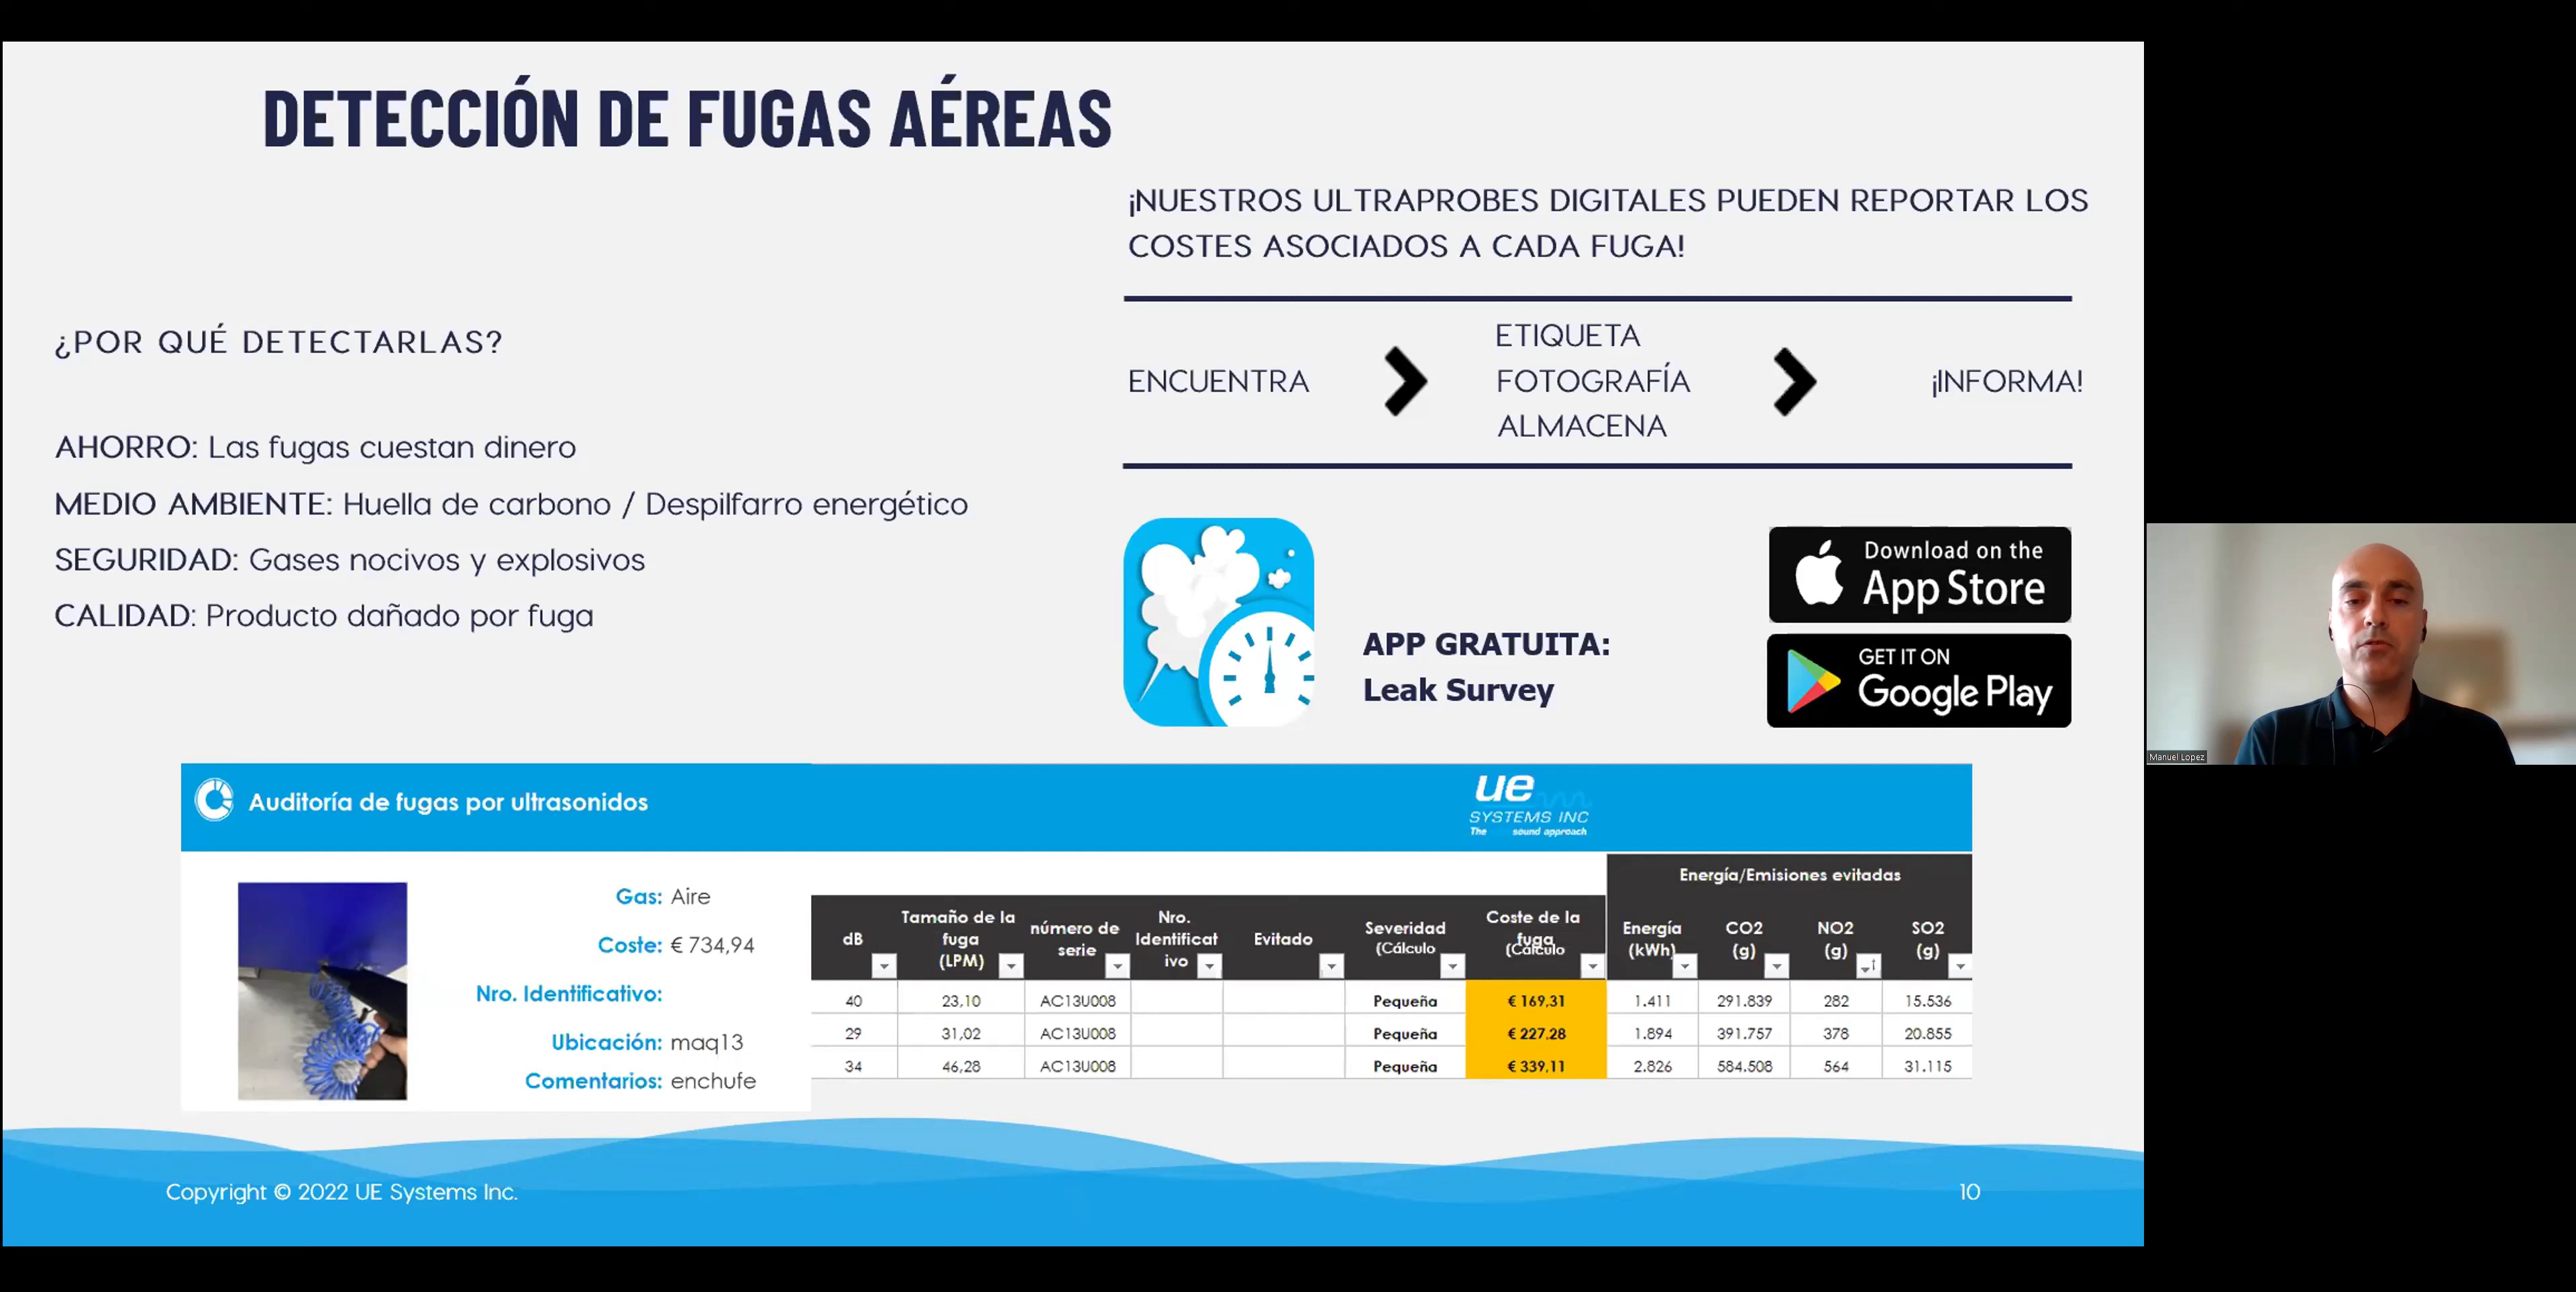 DETECCIÓN DE FUGAS AÉREAS
¡NUESTROS ULTRAPROBES DIGITALES PUEDEN REPORTAR LOS
COSTES ASOCIADOS A CADA FUGA!
¿POR QUÉ DETECTARLAS?
AHORRO: Las fugas cuestan dinero
MEDIO AMBIENTE: Huella de carbono / Despilfarro energético
SEGURIDAD: Gases nocivos y explosivos
CALIDAD: Producto dañado por fuga
ENCUENTRA
ETIQUETA
FOTOGRAFÍA
ALMACENA
¡INFORMA!
APP GRATUITA:
Leak Survey
Download on the
App Store
GET IT ON
Google Play
Manuel Lopez
Auditoría de fugas por ultrasonidos
ue
SYSTEMS INC
The sound approach
Gas: Aire
Coste: € 734,94
Nro. Identificativo:
Ubicación: maq13
Comentarios: enchufe
Energía/Emisiones evitadas
dB
Tamaño de la
fuga
(LPM)
número de
serie
Nro.
Identificat
ivo
Evitado
Severidad
(Cálculo
Coste de la
fuga
(Cálculo
Energía
(kWh)
CO2
(g)
NO2
(g)
SO2
(g)
40 23,10 AC13U008 Pequeña € 169,31 1.411 291.839 282 15.536
29 31,02 AC13U008 Pequeña € 227,28 1.894 391.757 378 20.855
34 46,28 AC13U008 Pequeña € 339,11 2.826 584.508 564 31.115
Copyright © 2022 UE Systems Inc.
10